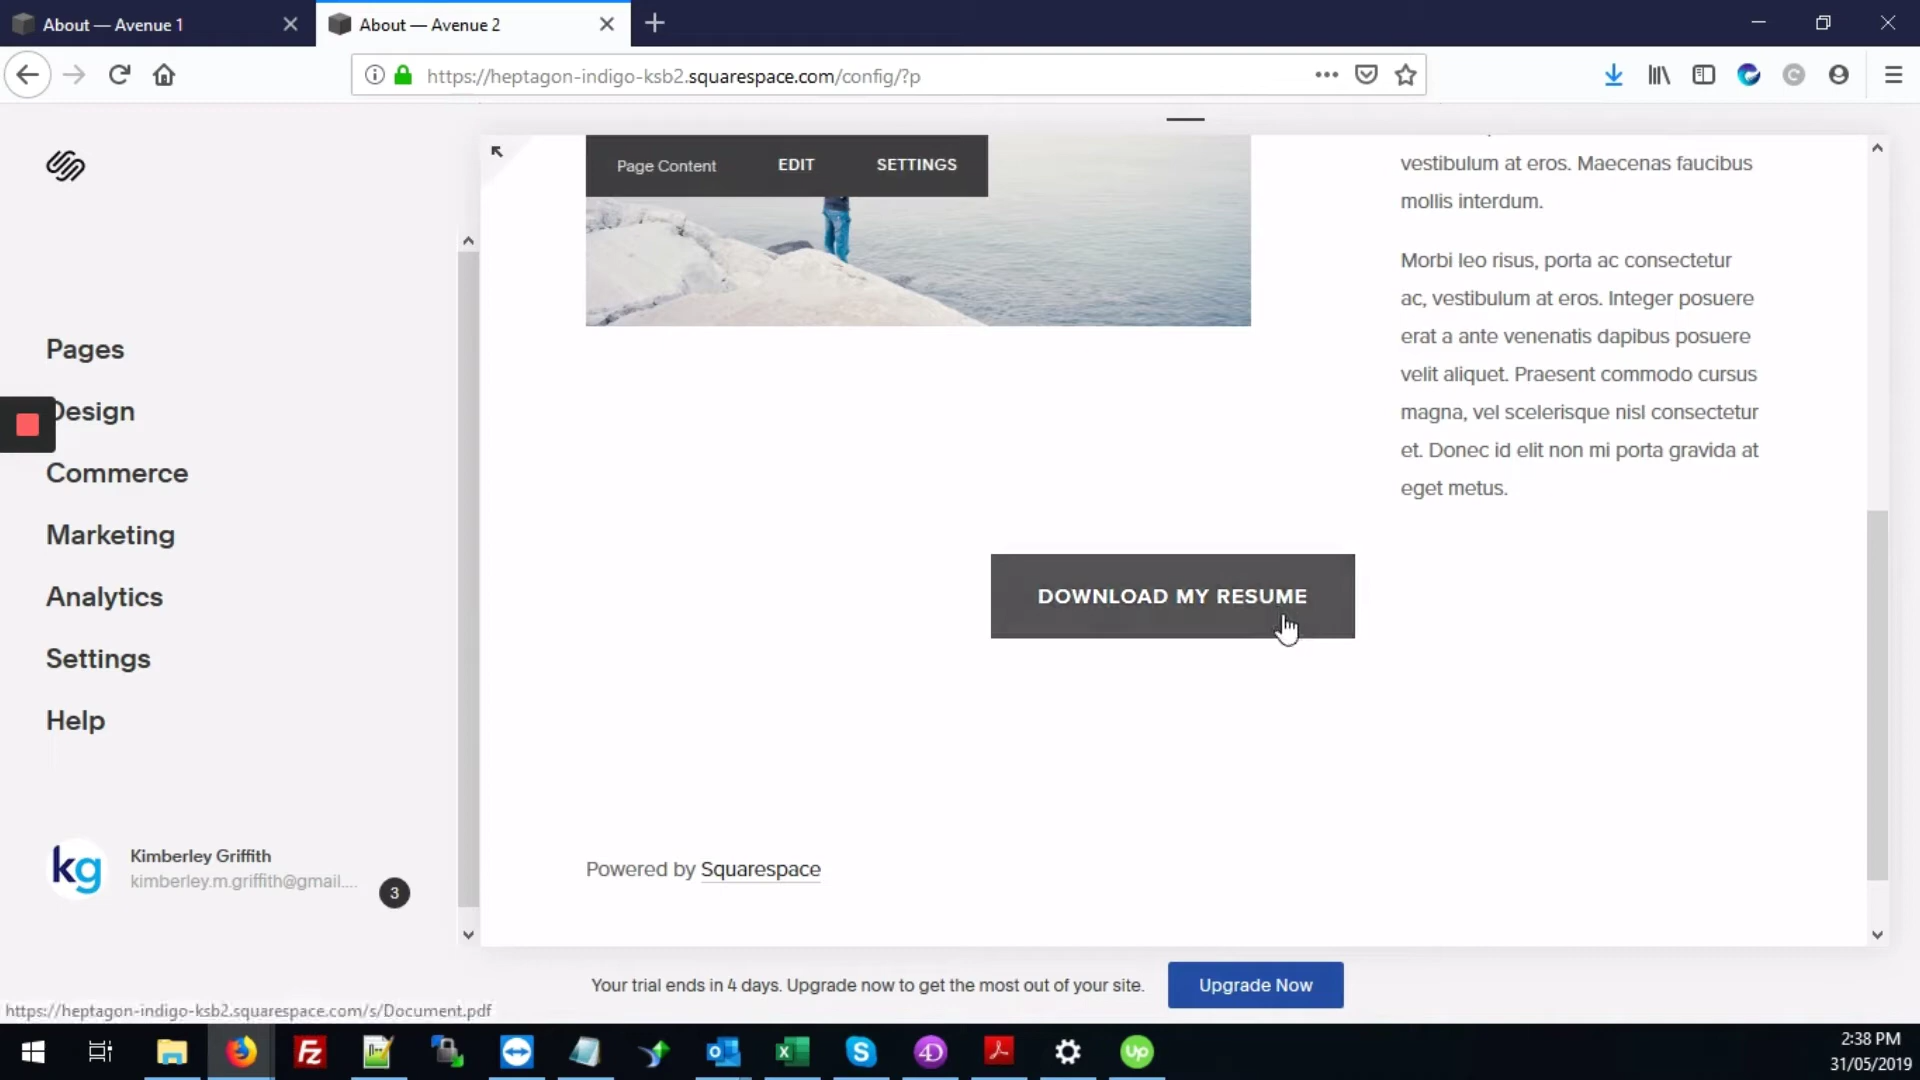 About — Avenue 1
About — Avenue 2
https://heptagon-indigo-ksb2.squarespace.com/config/?p
Page Content EDIT SETTINGS
vestibulum at eros. Maecenas faucibus
mollis interdum.
Morbi leo risus, porta ac consectetur
ac, vestibulum at eros. Integer posuere
erat a ante venenatis dapibus posuere
velit aliquet. Praesent commodo cursus
magna, vel scelerisque nisl consectetur
et. Donec id elit non mi porta gravida at
eget metus.
Pages
Design
Commerce
Marketing
Analytics
Settings
Help
DOWNLOAD MY RESUME
kg
Kimberley Griffith
kimberley.m.griffith@gmail....
3
Powered by Squarespace
Your trial ends in 4 days. Upgrade now to get the most out of your site.
Upgrade Now
https://heptagon-indigo-ksb2.squarespace.com/s/Document.pdf
Fz
4D
Up
2:38 PM
31/05/2019